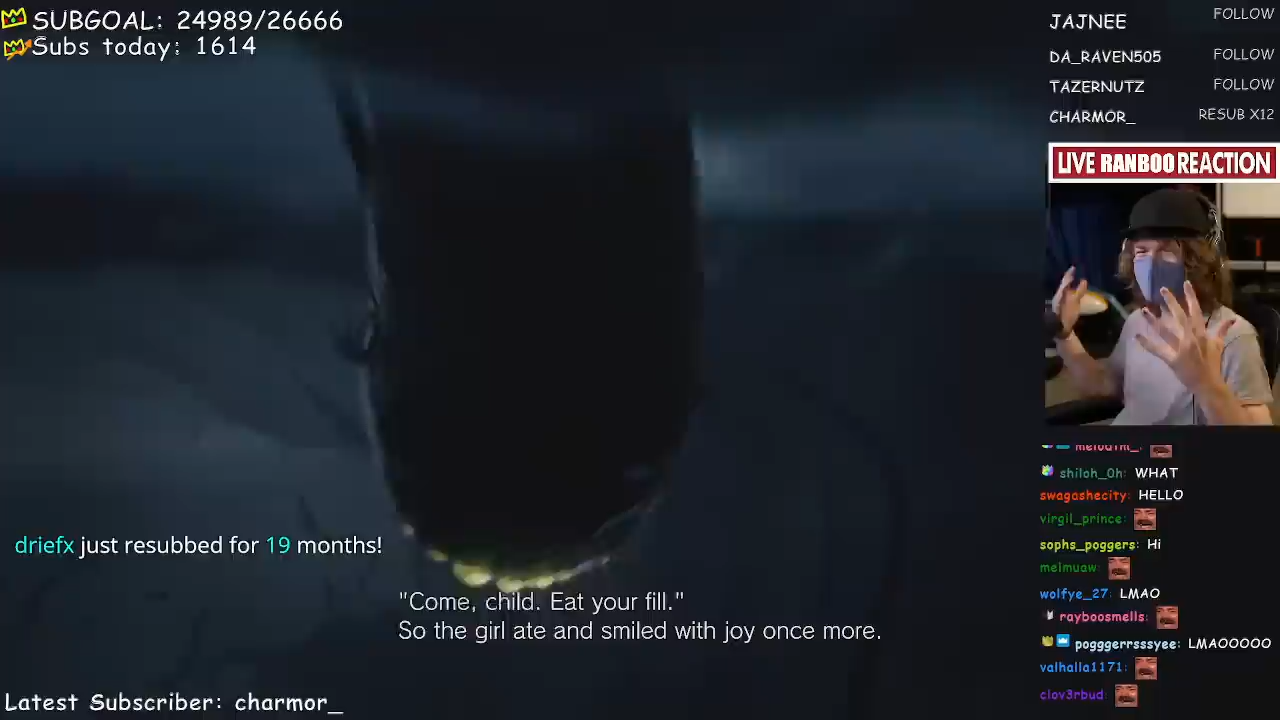 SUBGOAL: 24989/26666
Subs today: 1614
JAJNEE FOLLOW
DA_RAVEN505 FOLLOW
TAZERNUTZ FOLLOW
CHARMOR_ RESUB X12
LIVE RANBOO REACTION
shiloh_0h: WHAT
swagashecity: HELLO
virgil_prince:
sophs_poggers: Hi
melmuaw:
wolfye_27: LMAO
rayboosmells:
pogggerrsssyee: LMAOOOOO
valhalla1171:
clov3rbud:
driefx just resubbed for 19 months!
"Come, child. Eat your fill."
So the girl ate and smiled with joy once more.
Latest Subscriber: charmor_